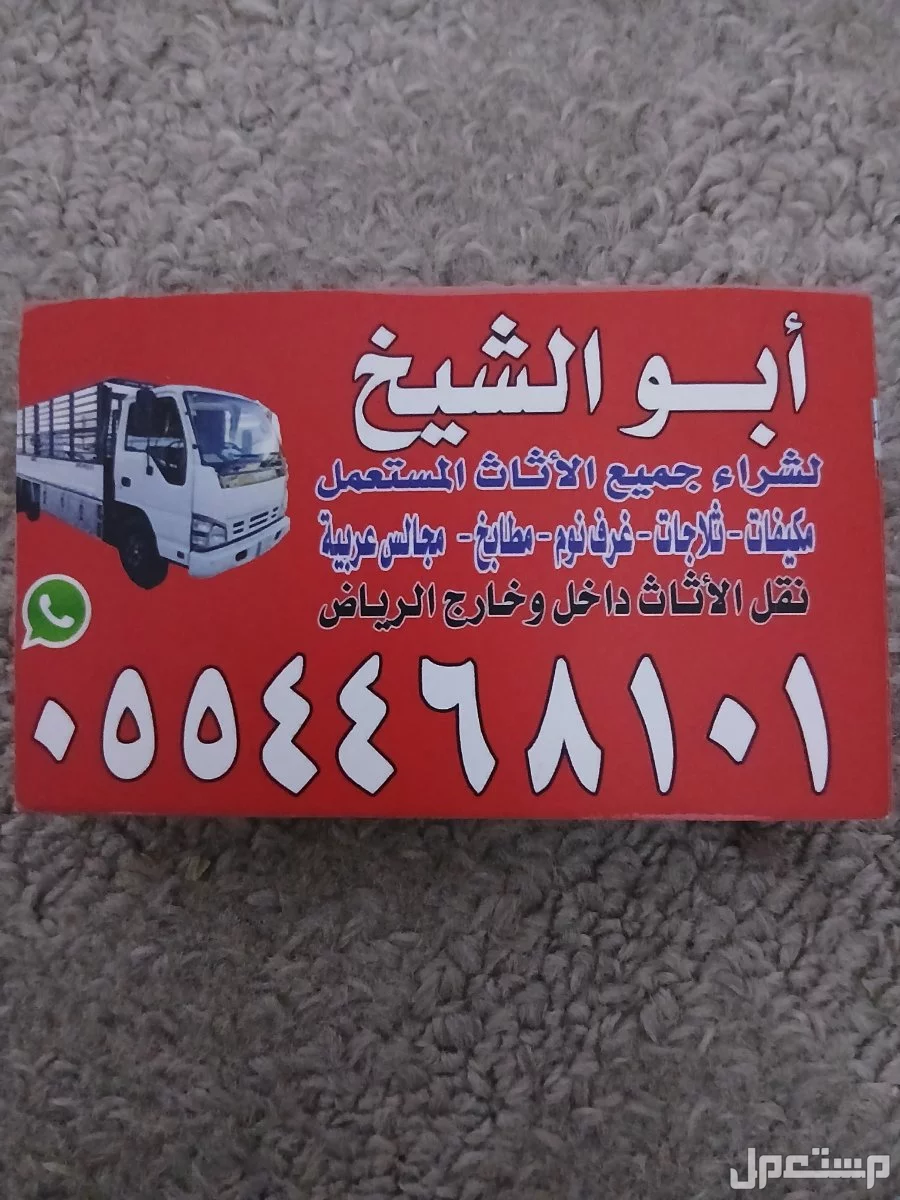 أبو الشيخ
لشراء جميع الأثاث المستعمل
مكيفات - ثلاجات - غرف نوم - مطابخ - مجالس عربية
نقل الأثاث داخل وخارج الرياض
٠٥٥٤٤٦٨١٠١
مستعمل